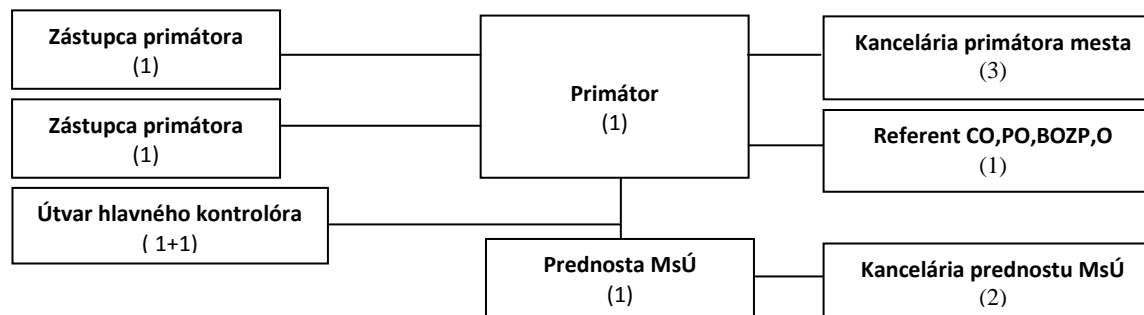 Zástupca primátora
(1)
Zástupca primátora
(1)
Útvar hlavného kontrolóra
( 1+1)
Primátor
(1)
Prednosta MsÚ
(1)
Kancelária primátora mesta
(3)
Referent CO,PO,BOZP,O
(1)
Kancelária prednostu MsÚ
(2)